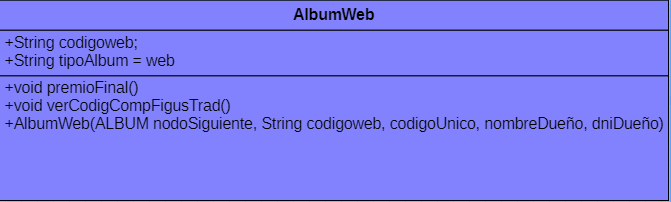 AlbumWeb
+String codigoweb;
+String tipoAlbum = web
+void premioFinal()
+void verCodigCompFigusTrad()
+AlbumWeb(ALBUM nodoSiguiente, String codigoweb, codigoUnico, nombreDueño, dniDueño)